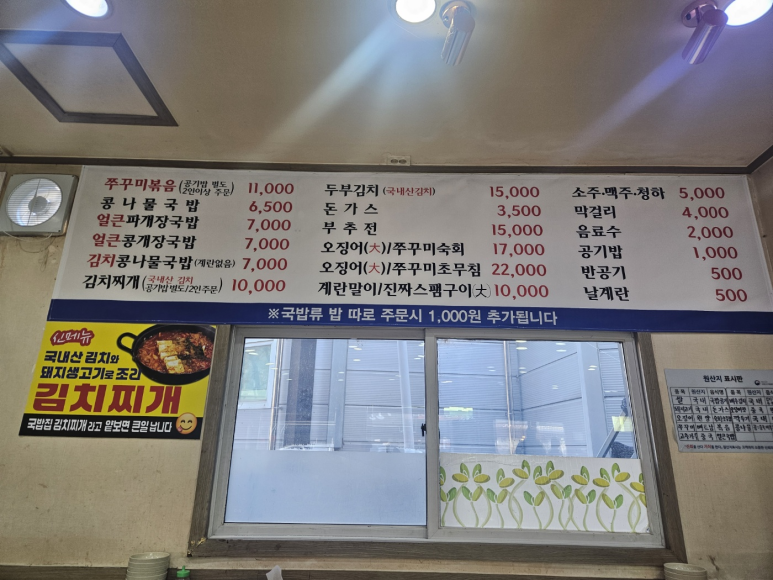 쭈꾸미볶음 (공기밥 별도 2인이상 주문) 11,000
콩나물국밥 6,500
얼큰파개장국밥 7,000
얼큰콩개장국밥 7,000
김치콩나물국밥 (계란없음) 7,000
김치찌개 (국내산 김치 공기밥별도/2인주문) 10,000
두부김치 (국내산김치) 15,000
돈가스 3,500
부추전 15,000
오징어(大)/쭈꾸미숙회 17,000
오징어(大)/쭈꾸미초무침 22,000
계란말이/진짜스팸구이(大) 10,000
소주.맥주.청하 5,000
막걸리 4,000
음료수 2,000
공기밥 1,000
반공기 500
날계란 500
※국밥류 밥 따로 주문시 1,000원 추가됩니다
신메뉴
국내산 김치와
돼지생고기로 조리
김치찌개
국밥집 김치찌개 라고 얕보면 큰일 납니다
원산지 표시판